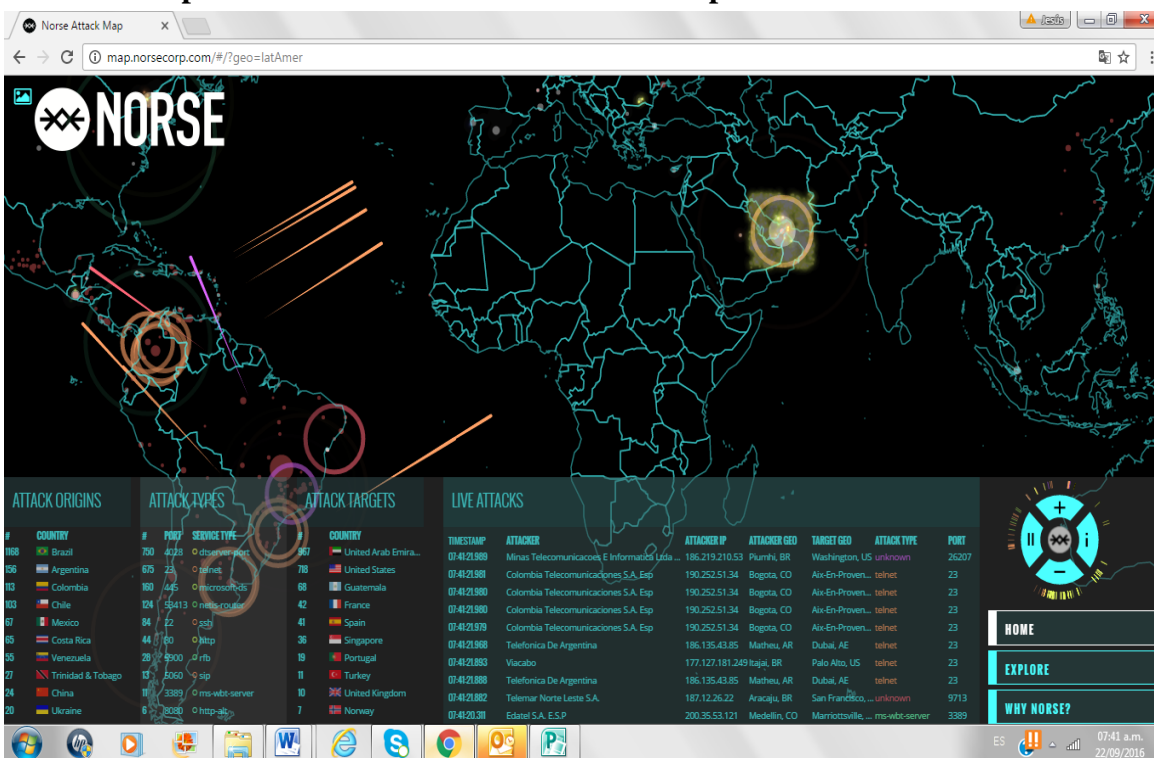 Norse Attack Map
Jesús
map.norsecorp.com/#/?geo=latAmer
NORSE
ATTACK ORIGINS
# COUNTRY
1168 Brazil
156 Argentina
113 Colombia
103 Chile
67 Mexico
65 Costa Rica
55 Venezuela
27 Trinidad & Tobago
24 China
20 Ukraine
ATTACK TYPES
# PORT SERVICE TYPE
750 4028 dtserver-port
675 23 telnet
160 445 microsoft-ds
124 53413 netis-router
84 22 ssh
44 80 http
28 5900 rfb
13 5060 sip
11 3389 ms-wbt-server
6 8080 http-alt
ATTACK TARGETS
# COUNTRY
967 United Arab Emira...
718 United States
68 Guatemala
42 France
41 Spain
36 Singapore
19 Portugal
11 Turkey
10 United Kingdom
7 Norway
LIVE ATTACKS
TIMESTAMP ATTACKER ATTACKER IP ATTACKER GEO TARGET GEO ATTACK TYPE PORT
07:41:21.989 Minas Telecomunicacoes E Informatica Ltda ... 186.219.210.53 Piumhi, BR Washington, US unknown 26207
07:41:21.981 Colombia Telecomunicaciones S.A. Esp 190.252.51.34 Bogota, CO Aix-En-Proven... telnet 23
07:41:21.980 Colombia Telecomunicaciones S.A. Esp 190.252.51.34 Bogota, CO Aix-En-Proven... telnet 23
07:41:21.980 Colombia Telecomunicaciones S.A. Esp 190.252.51.34 Bogota, CO Aix-En-Proven... telnet 23
07:41:21.979 Colombia Telecomunicaciones S.A. Esp 190.252.51.34 Bogota, CO Aix-En-Proven... telnet 23
07:41:21.968 Telefonica De Argentina 186.135.43.85 Matheu, AR Dubai, AE telnet 23
07:41:21.893 Viacabo 177.127.181.249 Itajai, BR Palo Alto, US telnet 23
07:41:21.888 Telefonica De Argentina 186.135.43.85 Matheu, AR Dubai, AE telnet 23
07:41:21.882 Telemar Norte Leste S.A. 187.12.26.22 Aracaju, BR San Francisco, ... unknown 9713
07:41:20.311 Edatel S.A. E.S.P 200.35.53.121 Medellin, CO Marriottsville, ... ms-wbt-server 3389
HOME
EXPLORE
WHY NORSE?
ES
07:41 a.m.
22/09/2016